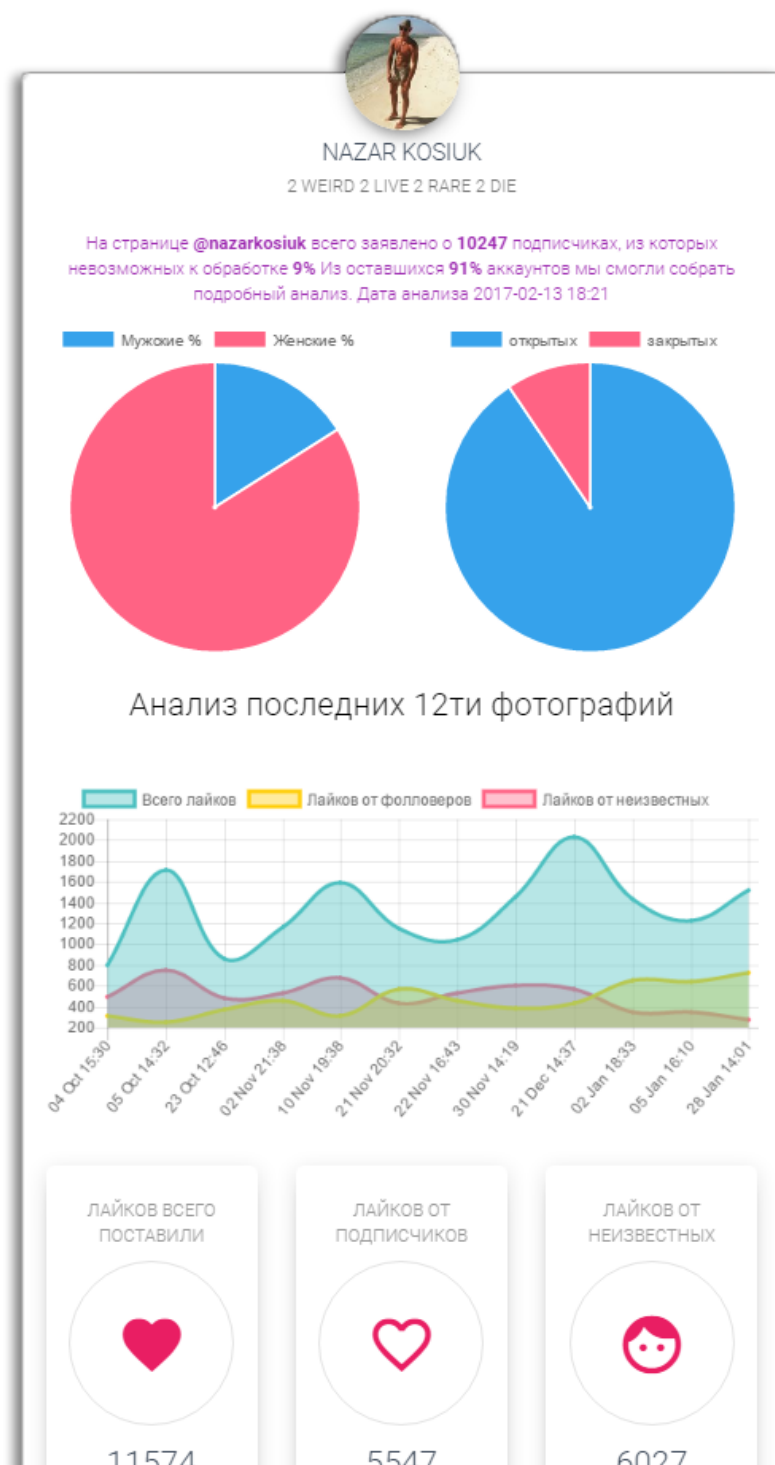 NAZAR KOSIUK
2 WEIRD 2 LIVE 2 RARE 2 DIE
На странице @nazarkosiuk всего заявлено о 10247 подписчиках, из которых
невозможных к обработке 9% Из оставшихся 91% аккаунтов мы смогли собрать
подробный анализ. Дата анализа 2017-02-13 18:21
Мужские % Женские %
открытых закрытых
Анализ последних 12ти фотографий
Всего лайков Лайков от фолловеров Лайков от неизвестных
2200
2000
1800
1600
1400
1200
1000
800
600
400
200
04 Oct 15:30
05 Oct 14:32
23 Oct 12:46
02 Nov 21:38
10 Nov 19:38
21 Nov 20:32
22 Nov 16:43
30 Nov 14:19
21 Dec 14:37
02 Jan 18:33
05 Jan 16:10
28 Jan 14:01
ЛАЙКОВ ВСЕГО
ПОСТАВИЛИ
11574
ЛАЙКОВ ОТ
ПОДПИСЧИКОВ
5547
ЛАЙКОВ ОТ
НЕИЗВЕСТНЫХ
6027